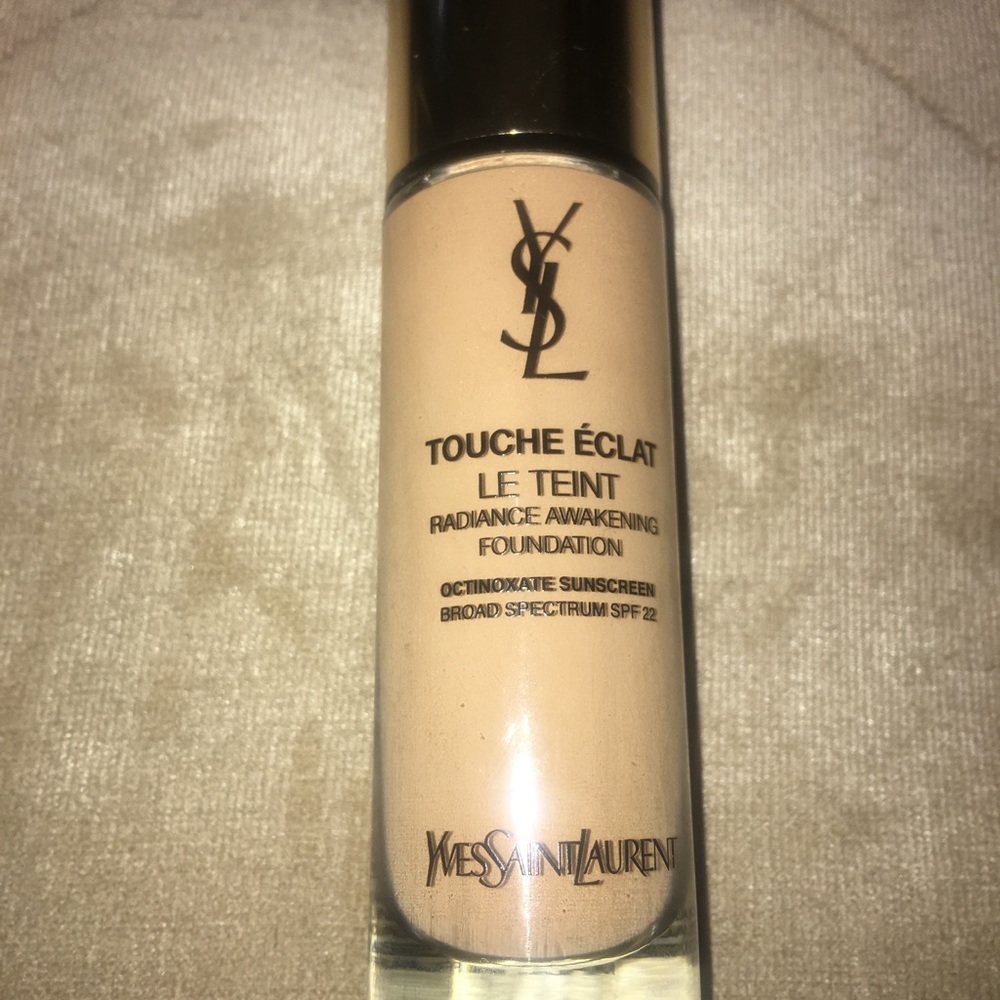 YSL
TOUCHE ÉCLAT
LE TEINT
RADIANCE AWAKENING
FOUNDATION
OCTINOXATE SUNSCREEN
BROAD SPECTRUM SPF 22
YVESSAINTLAURENT